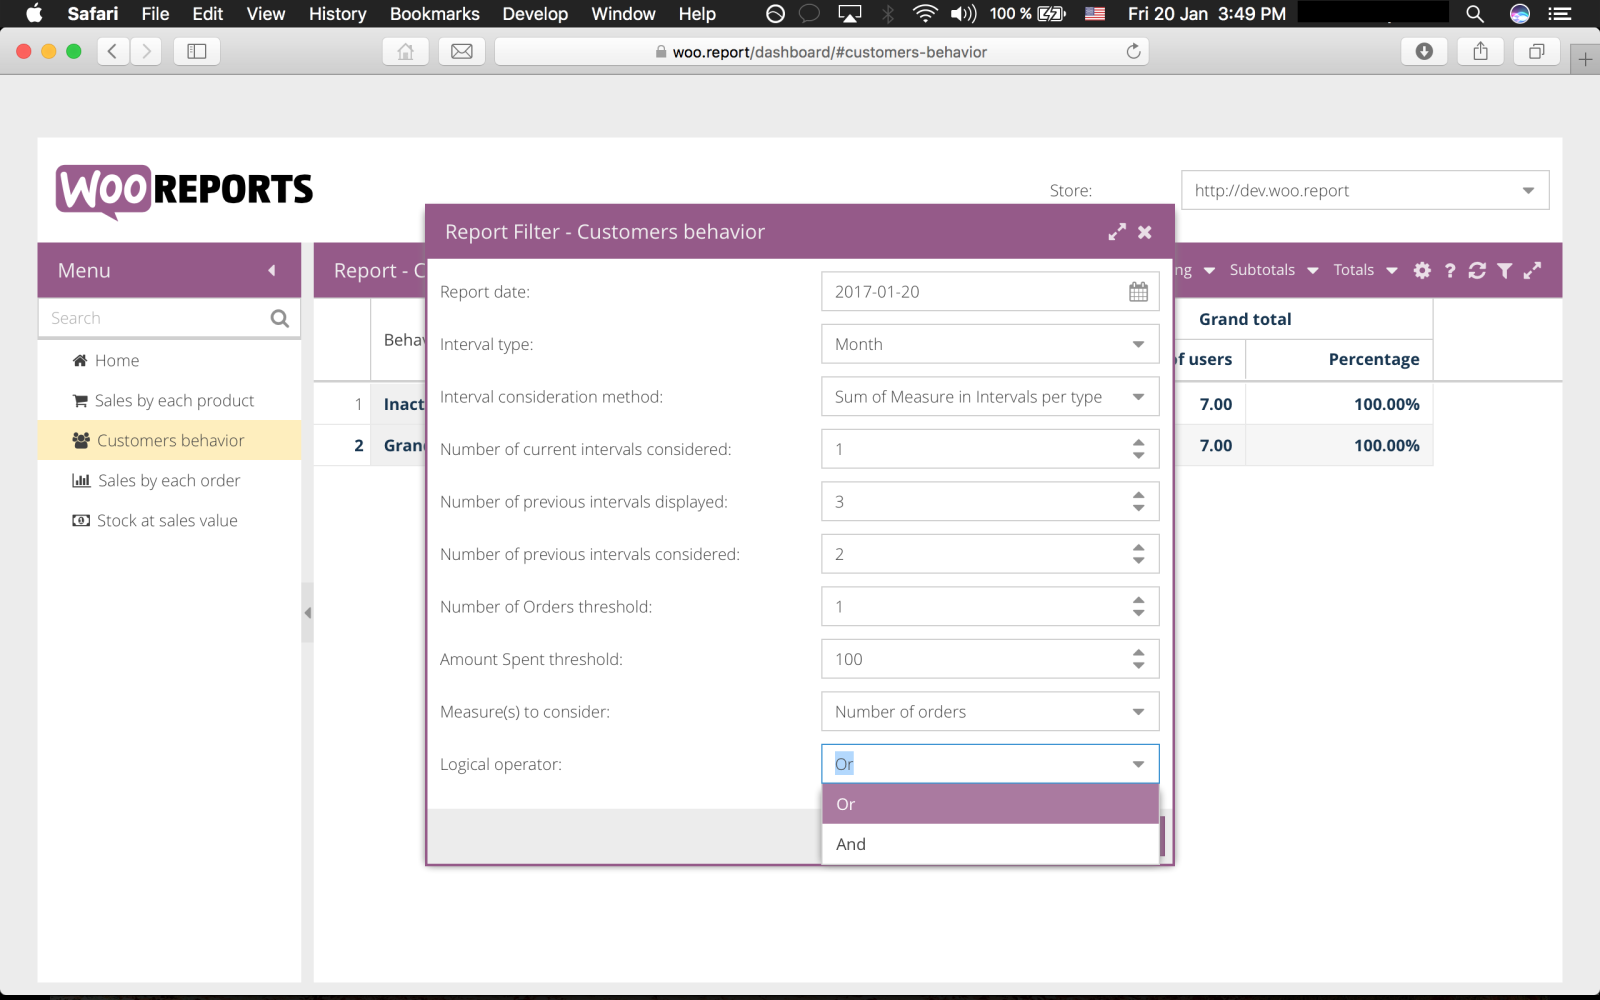 Safari File Edit View History Bookmarks Develop Window Help 100 % Fri 20 Jan 3:49 PM
woo.report/dashboard/#customers-behavior
WOO REPORTS
Store: http://dev.woo.report
Menu
Search
Home
Sales by each product
Customers behavior
Sales by each order
Stock at sales value
Report - C
ng Subtotals Totals ?
Behav
Grand total
of users Percentage
1 Inact 7.00 100.00%
2 Gran 7.00 100.00%
Report Filter - Customers behavior
Report date: 2017-01-20
Interval type: Month
Interval consideration method: Sum of Measure in Intervals per type
Number of current intervals considered: 1
Number of previous intervals displayed: 3
Number of previous intervals considered: 2
Number of Orders threshold: 1
Amount Spent threshold: 100
Measure(s) to consider: Number of orders
Logical operator: Or
Or
And